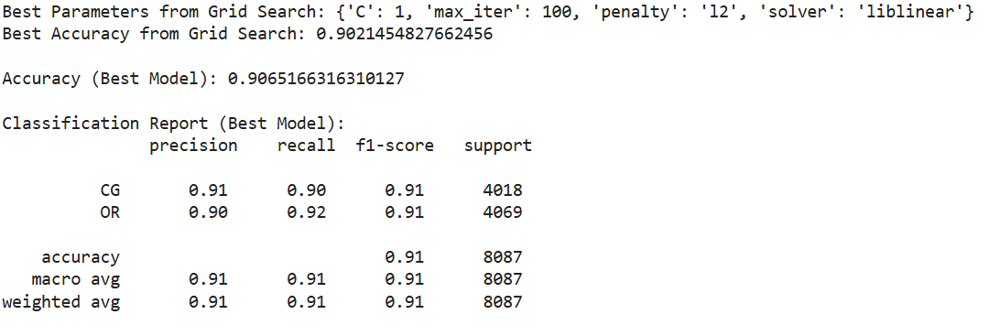 Best Parameters from Grid Search: {'C': 1, 'max_iter': 100, 'penalty': 'l2', 'solver': 'liblinear'}
Best Accuracy from Grid Search: 0.9021454827662456
Accuracy (Best Model): 0.9065166316310127
Classification Report (Best Model):
precision recall f1-score support
CG 0.91 0.90 0.91 4018
OR 0.90 0.92 0.91 4069
accuracy 0.91 8087
macro avg 0.91 0.91 0.91 8087
weighted avg 0.91 0.91 0.91 8087